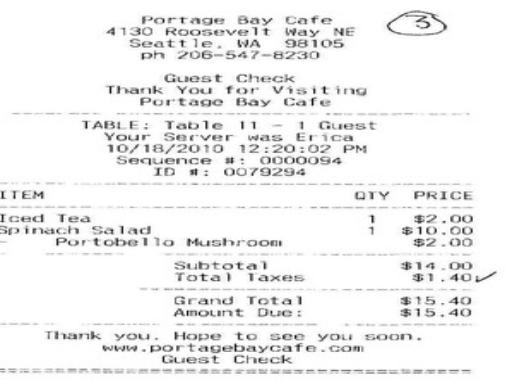 Portage Bay Cafe
4130 Roosevelt Way NE
Seattle, WA 98105
ph 206-547-8230
3
Guest Check
Thank You for Visiting
Portage Bay Cafe
TABLE: Table 11 - 1 Guest
Your Server was Erica
10/18/2010 12:20:02 PM
Sequence #: 0000094
ID #: 0079294
ITEM QTY PRICE
Iced Tea 1 $2.00
Spinach Salad 1 $10.00
- Portobello Mushroom $2.00
Subtotal $14.00
Total Taxes $1.40
Grand Total $15.40
Amount Due: $15.40
Thank you. Hope to see you soon.
www.portagebaycafe.com
Guest Check